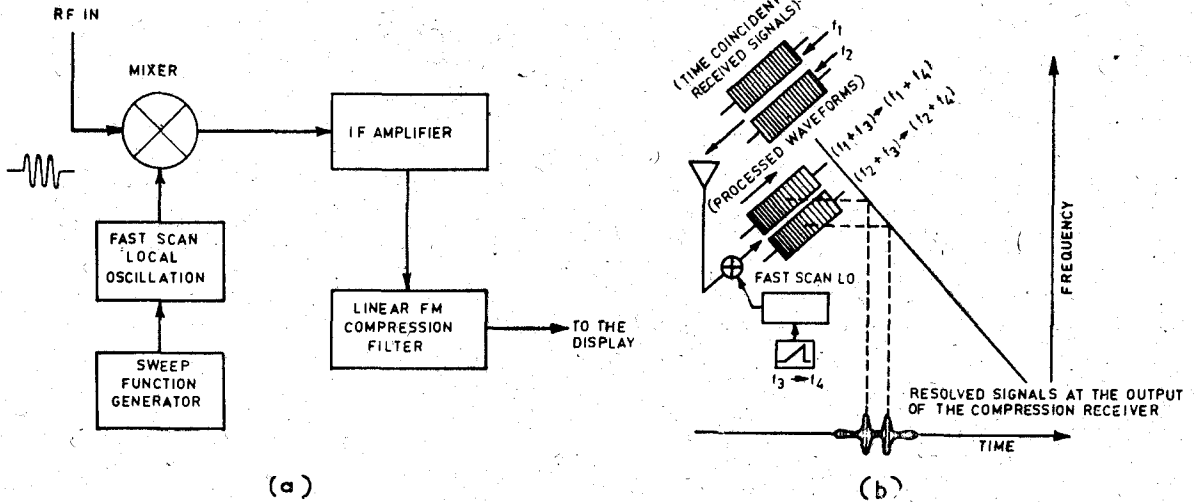 RF IN
MIXER
IF AMPLIFIER
FAST SCAN
LOCAL
OSCILLATION
LINEAR FM
COMPRESSION
FILTER
TO THE
DISPLAY
SWEEP
FUNCTION
GENERATOR
(a)
(TIME COINCIDENT
RECEIVED SIGNALS)
f1
f2
(PROCESSED WAVEFORMS)
(f1+f3)→(f1+f4)
(f2+f3)→(f2+f4)
FAST SCAN LO
f3→f4
FREQUENCY
RESOLVED SIGNALS AT THE OUTPUT
OF THE COMPRESSION RECEIVER
TIME
(b)